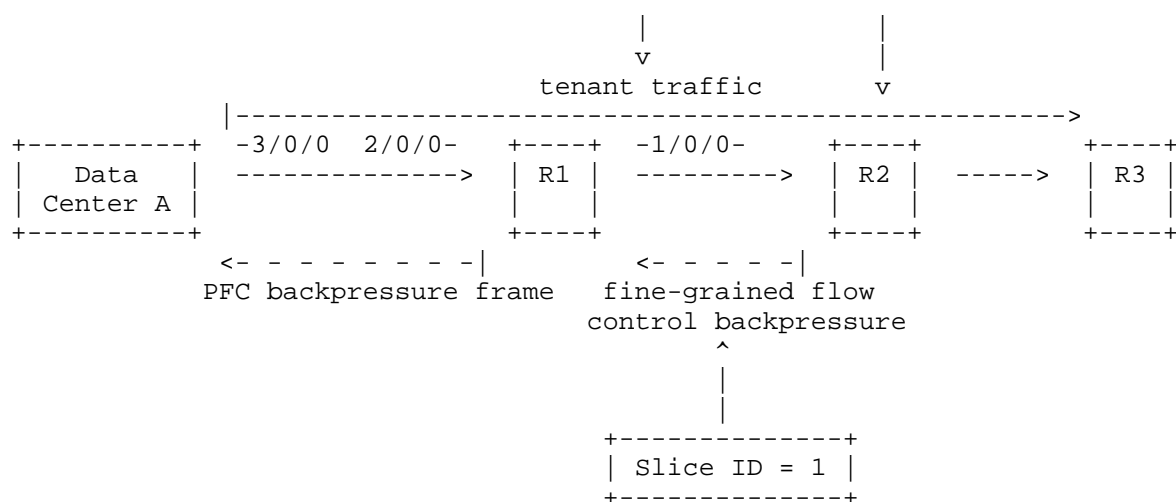 tenant traffic
-3/0/0 2/0/0- -1/0/0-
Data R1 R2 R3
Center A
PFC backpressure frame fine-grained flow
control backpressure
Slice ID = 1